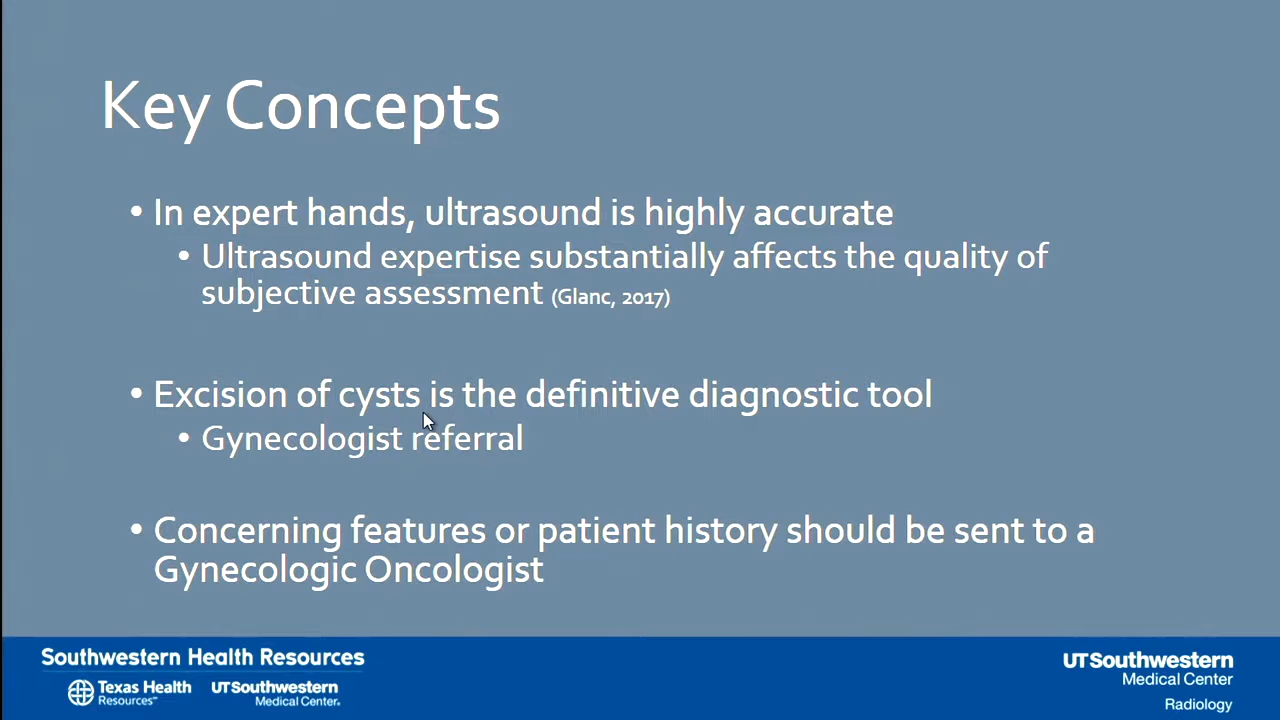 Key Concepts
• In expert hands, ultrasound is highly accurate
• Ultrasound expertise substantially affects the quality of
subjective assessment (Glanc, 2017)
• Excision of cysts is the definitive diagnostic tool
• Gynecologist referral
• Concerning features or patient history should be sent to a
Gynecologic Oncologist
Southwestern Health Resources
Texas Health
Resources℠
UTSouthwestern
Medical Center®
UTSouthwestern
Medical Center
Radiology